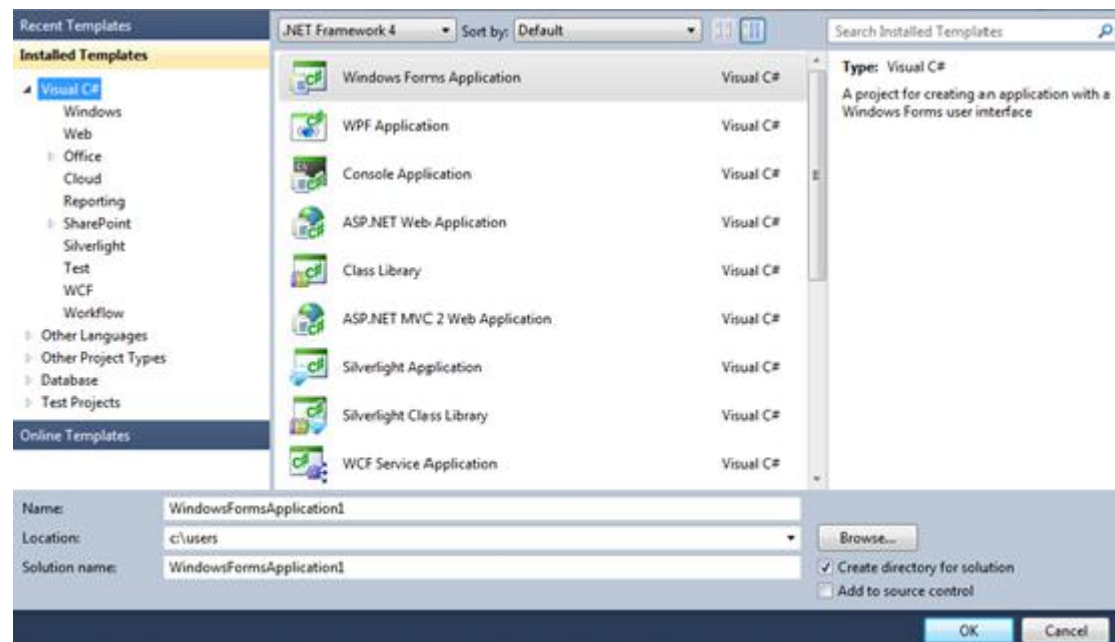 Recent Templates
Installed Templates
Visual C#
Windows
Web
Office
Cloud
Reporting
SharePoint
Silverlight
Test
WCF
Workflow
Other Languages
Other Project Types
Database
Test Projects
Online Templates
.NET Framework 4 Sort by: Default
Windows Forms Application Visual C#
WPF Application Visual C#
Console Application Visual C#
ASP.NET Web Application Visual C#
Class Library Visual C#
ASP.NET MVC 2 Web Application Visual C#
Silverlight Application Visual C#
Silverlight Class Library Visual C#
WCF Service Application Visual C#
Search Installed Templates
Type: Visual C#
A project for creating an application with a
Windows Forms user interface
Name: WindowsFormsApplication1
Location: c:\users
Browse...
Solution name: WindowsFormsApplication1
Create directory for solution
Add to source control
OK Cancel